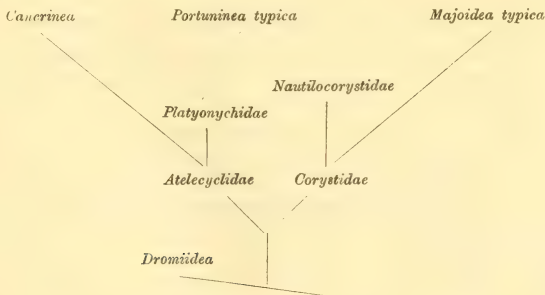 Cancrinea Portuninea typica Majoidea typica
Nautilocorystidae
Platyonychidae
Atelecyclidae Corystidae
Dromiidea